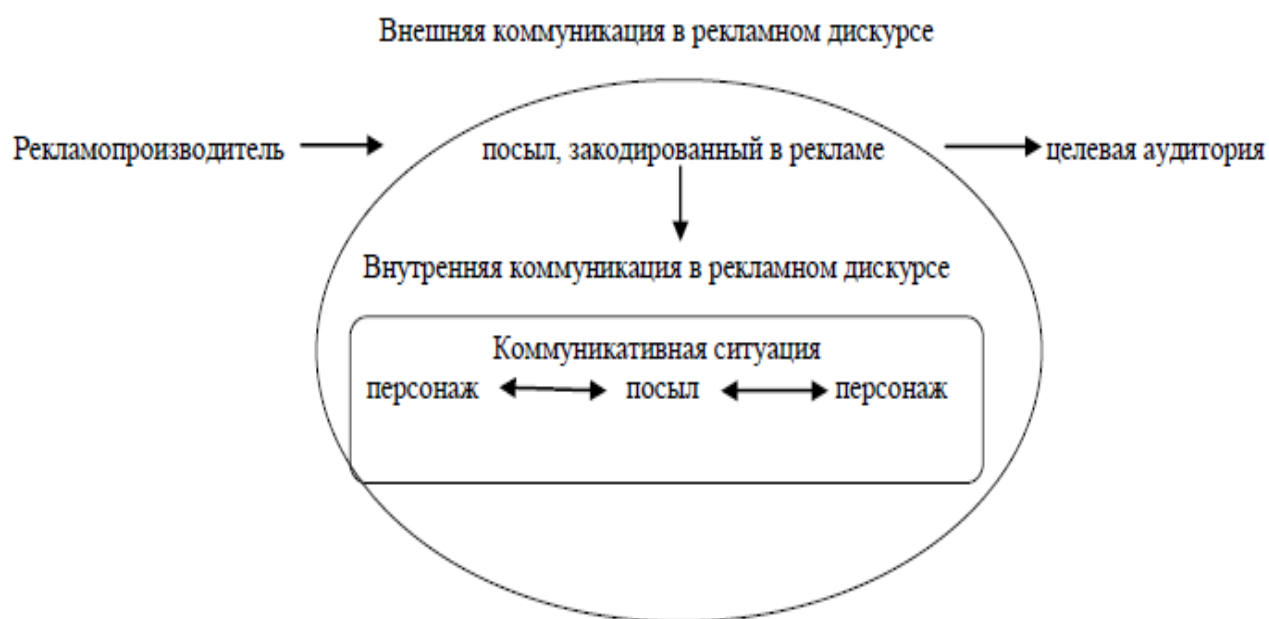 Внешняя коммуникация в рекламном дискурсе
Рекламопроизводитель посыл, закодированный в рекламе целевая аудитория
Внутренняя коммуникация в рекламном дискурсе
Коммуникативная ситуация
персонаж посыл персонаж